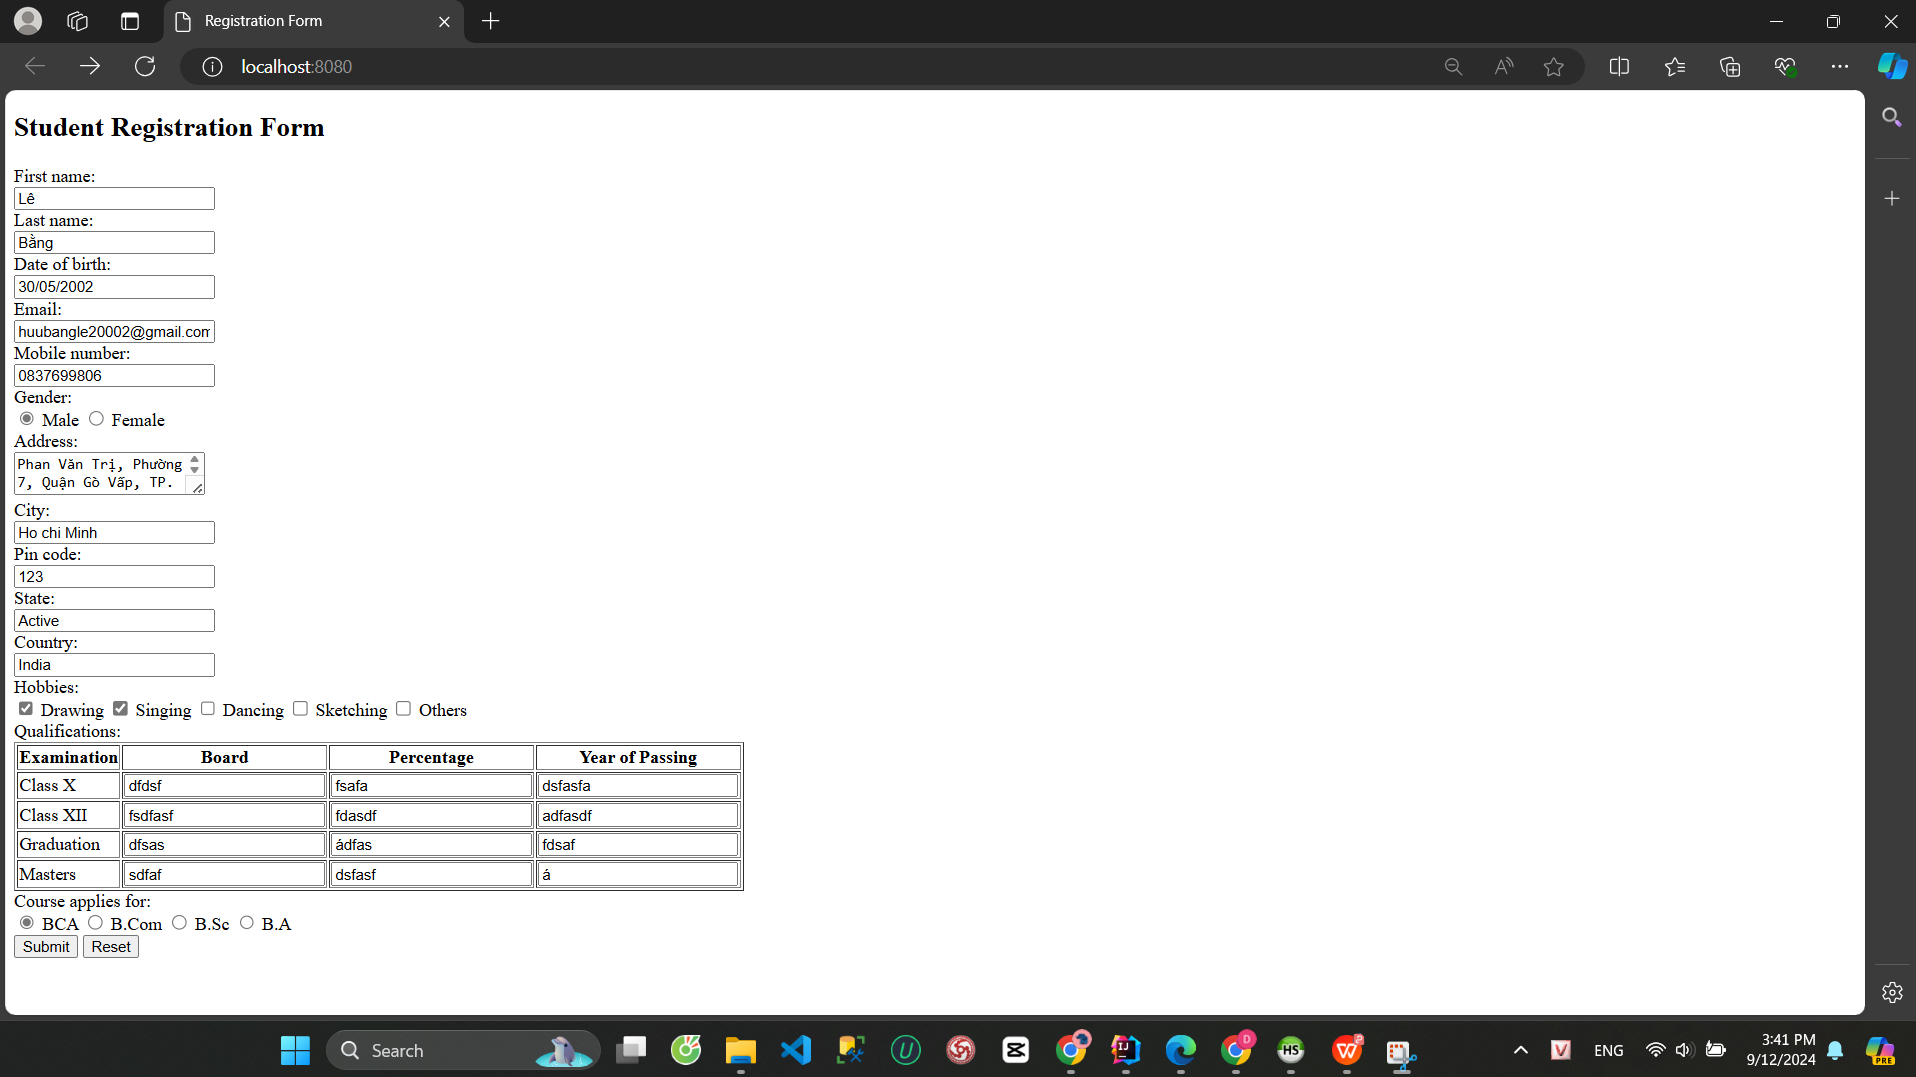 Registration Form
localhost:8080
Student Registration Form
First name:
Lê
Last name:
Bằng
Date of birth:
30/05/2002
Email:
huubangle20002@gmail.com
Mobile number:
0837699806
Gender:
Male Female
Address:
Phan Văn Trị, Phường
7, Quận Gò Vấp, TP.
City:
Ho chi Minh
Pin code:
123
State:
Active
Country:
India
Hobbies:
Drawing Singing Dancing Sketching Others
Qualifications:
Examination Board Percentage Year of Passing
Class X dfdsf fsafa dsfasfa
Class XII fsdfasf fdasdf adfasdf
Graduation dfsas ádfas fdsaf
Masters sdfaf dsfasf á
Course applies for:
BCA B.Com B.Sc B.A
Submit Reset
Search
ENG
3:41 PM
9/12/2024